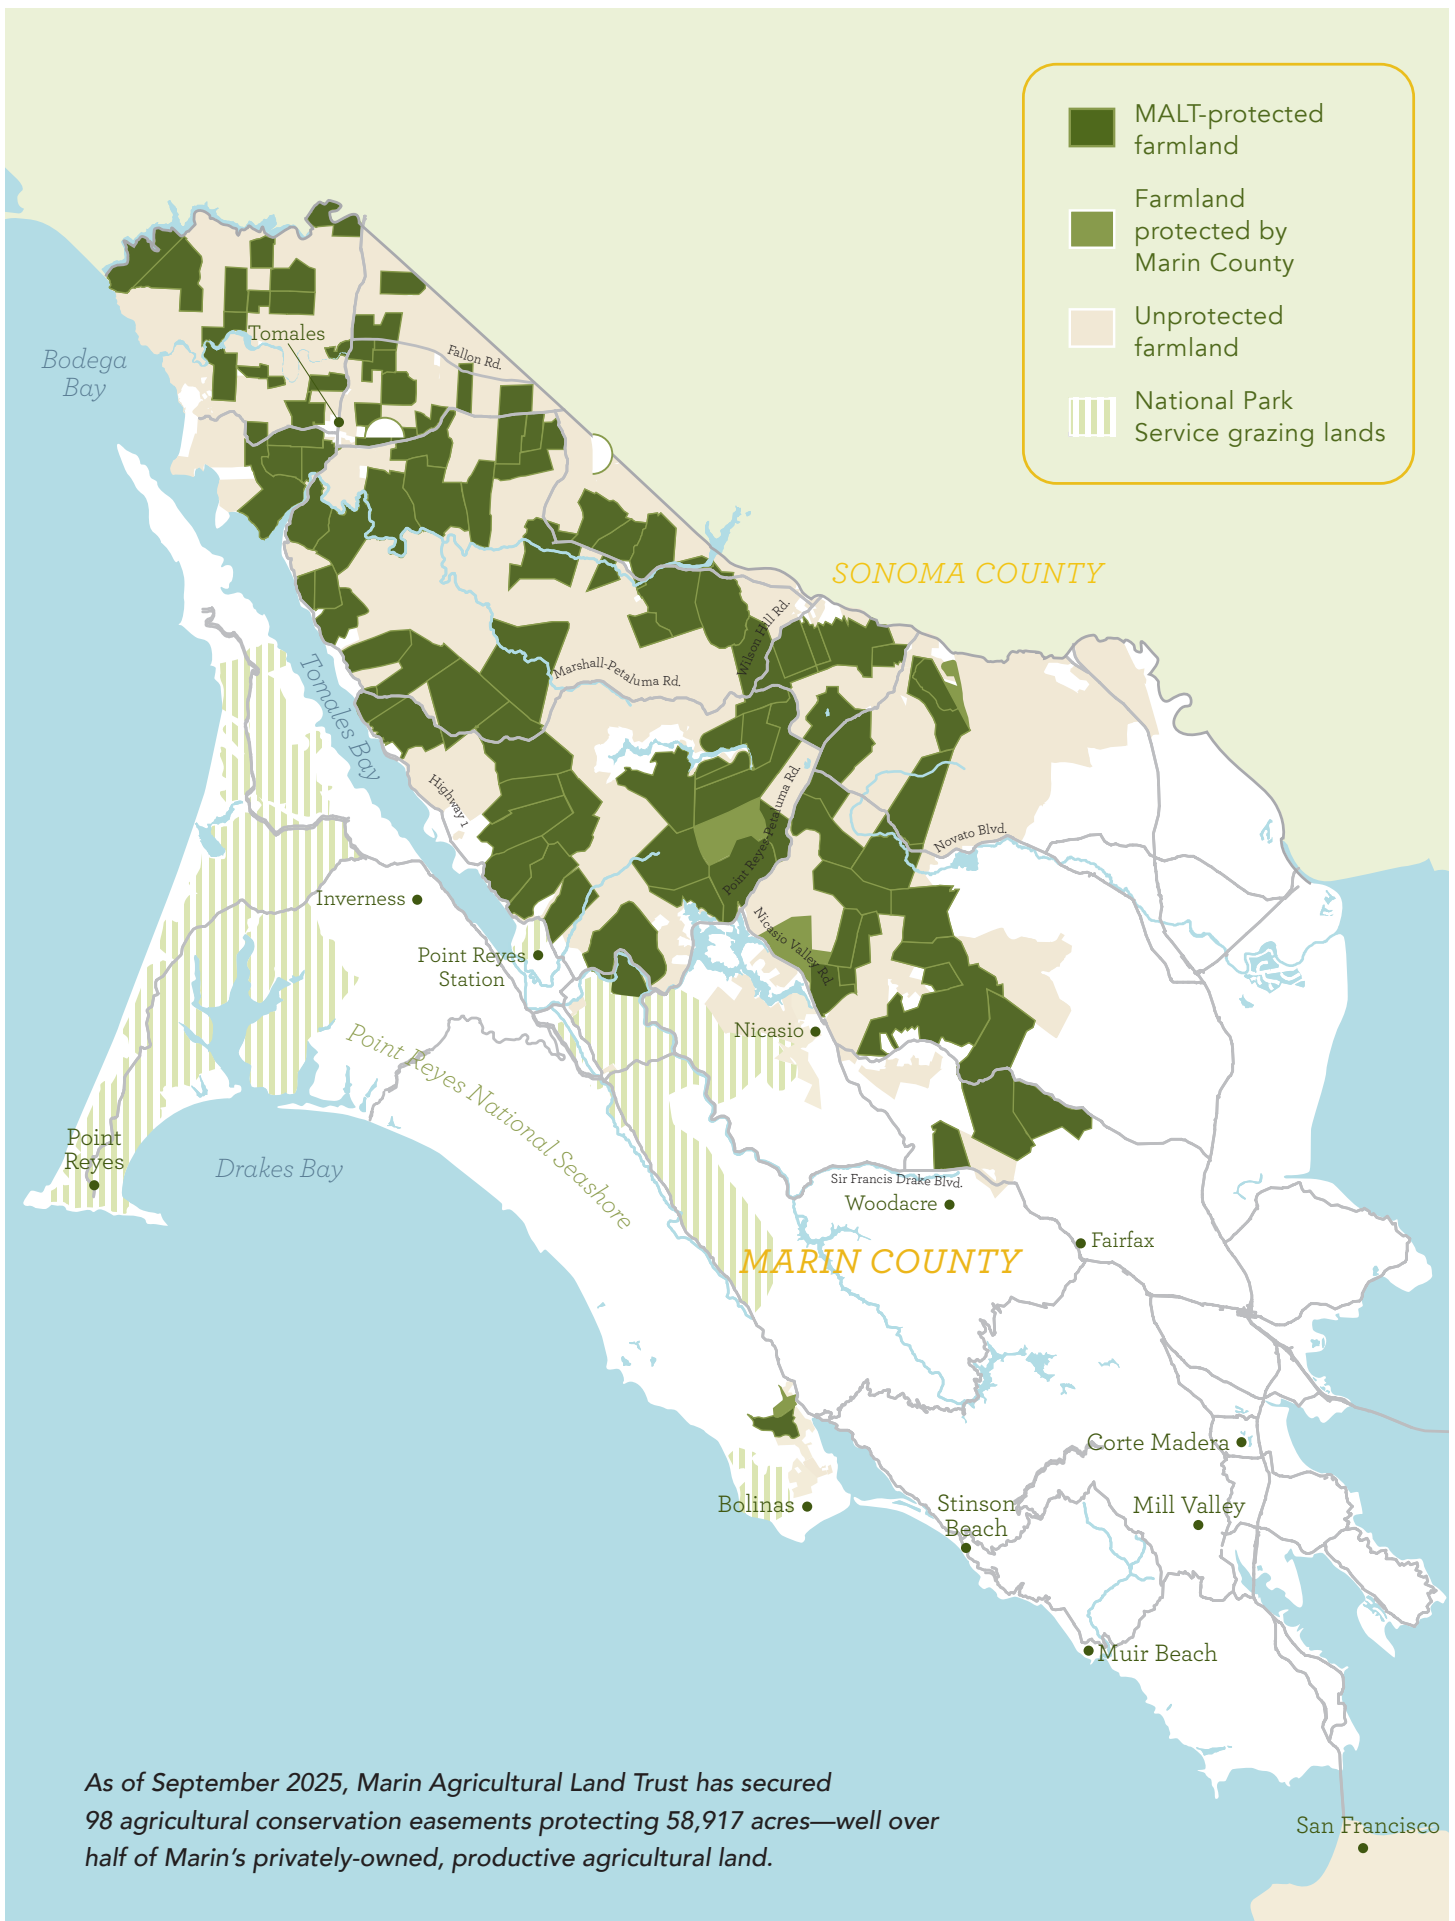 MALT-protected
farmland
Farmland
protected by
Marin County
Unprotected
farmland
National Park
Service grazing lands
Tomales
Fallon Rd.
Bodega
Bay
SONOMA COUNTY
Wilson Hill Rd.
Marshall-Petaluma Rd.
Tomales Bay
Highway 1
Point Reyes-Petaluma Rd.
Novato Blvd.
Inverness
Nicasio Valley Rd.
Point Reyes
Station
Nicasio
Point Reyes National Seashore
Point
Reyes
Drakes Bay
Sir Francis Drake Blvd.
Woodacre
Fairfax
MARIN COUNTY
Corte Madera
Bolinas
Stinson
Beach
Mill Valley
Muir Beach
As of September 2025, Marin Agricultural Land Trust has secured
98 agricultural conservation easements protecting 58,917 acres—well over
half of Marin’s privately-owned, productive agricultural land.
San Francisco